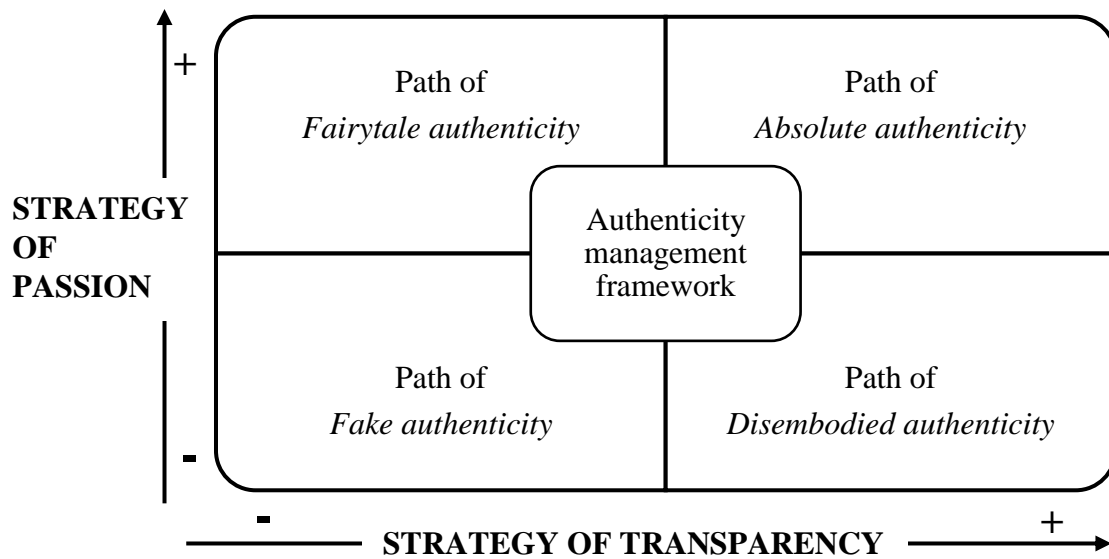 +
Path of
Fairytale authenticity
Path of
Absolute authenticity
STRATEGY
OF
PASSION
Authenticity
management
framework
Path of
Fake authenticity
Path of
Disembodied authenticity
-
-
STRATEGY OF TRANSPARENCY
+